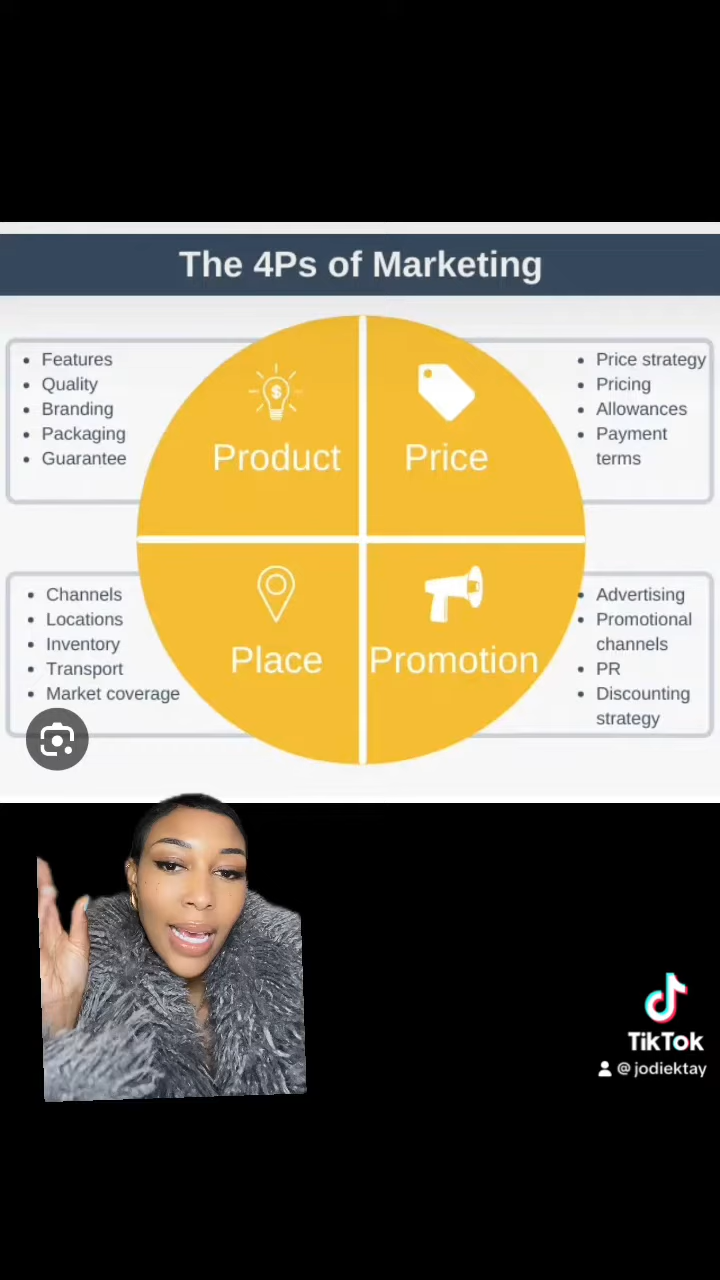 The 4Ps of Marketing
Features
Quality
Branding
Packaging
Guarantee
Product
Price
Price strategy
Pricing
Allowances
Payment
terms
Channels
Locations
Inventory
Transport
Market coverage
Place
Promotion
Advertising
Promotional
channels
PR
Discounting
strategy
$
TikTok
@jodiektay